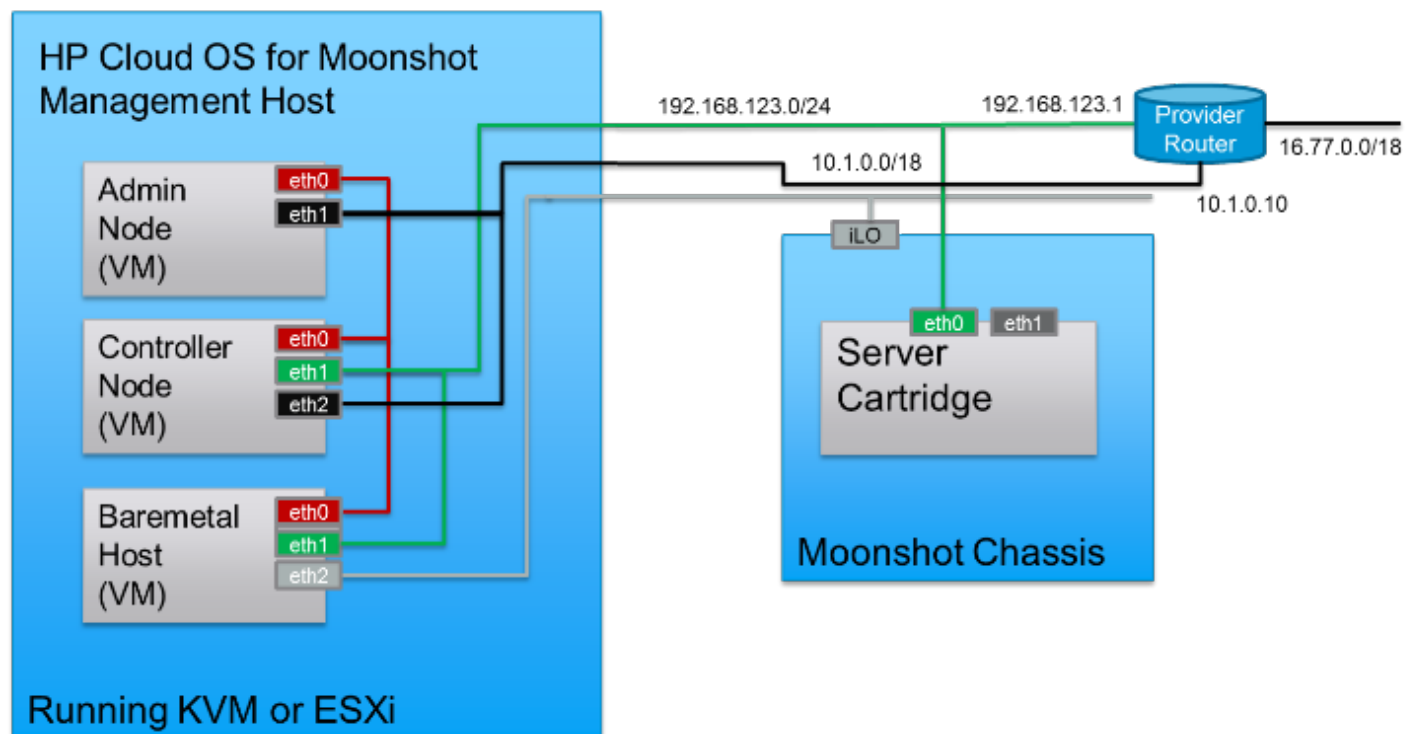 HP Cloud OS for Moonshot
Management Host
Admin
Node
(VM)
eth0
eth1
Controller
Node
(VM)
eth0
eth1
eth2
Baremetal
Host
(VM)
eth0
eth1
eth2
Running KVM or ESXi
192.168.123.0/24
192.168.123.1
Provider
Router
16.77.0.0/18
10.1.0.0/18
10.1.0.10
iLO
eth0
eth1
Server
Cartridge
Moonshot Chassis